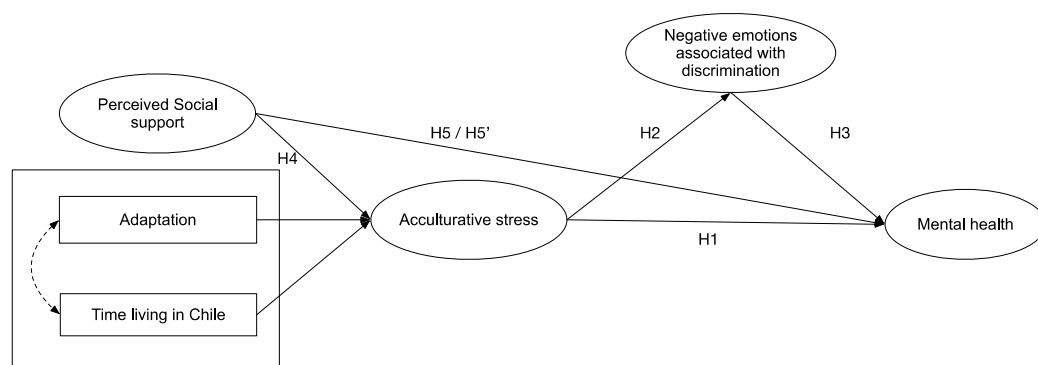 Negative emotions
associated with
discrimination
Perceived Social
support
H5 / H5’
H2
H3
H4
Adaptation
Acculturative stress
Mental health
H1
Time living in Chile